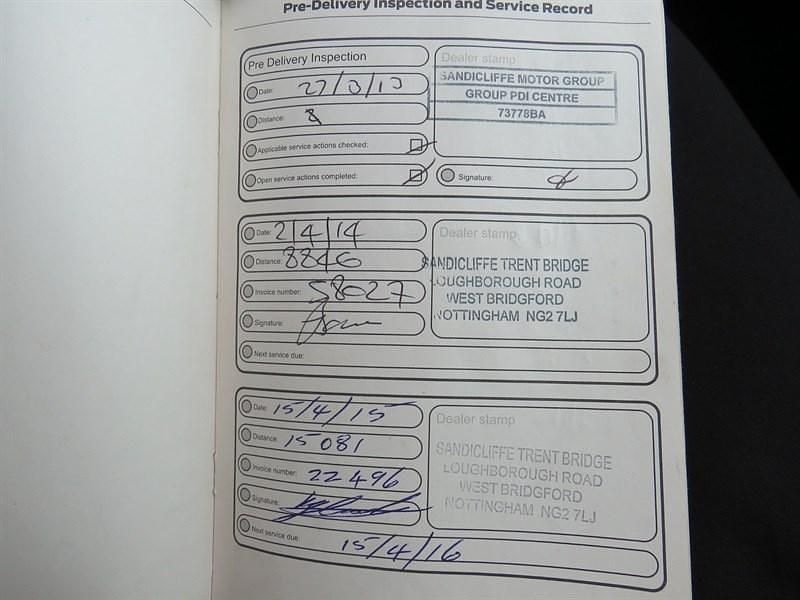 Pre-Delivery Inspection and Service Record
Pre Delivery Inspection
Date: 27/3/13
Distance: 8
Applicable service actions checked:
Open service actions completed:
Dealer stamp
SANDICLIFFE MOTOR GROUP
GROUP PDI CENTRE
73778BA
Signature:
Date: 2/4/14
Distance: 8846
Invoice number: 58027
Signature:
Next service due:
Dealer stamp
SANDICLIFFE TRENT BRIDGE
LOUGHBOROUGH ROAD
WEST BRIDGFORD
NOTTINGHAM NG2 7LJ
Date: 15/4/15
Distance: 15081
Invoice number: 22496
Signature:
Next service due: 15/4/16
Dealer stamp
SANDICLIFFE TRENT BRIDGE
LOUGHBOROUGH ROAD
WEST BRIDGFORD
NOTTINGHAM NG2 7LJ